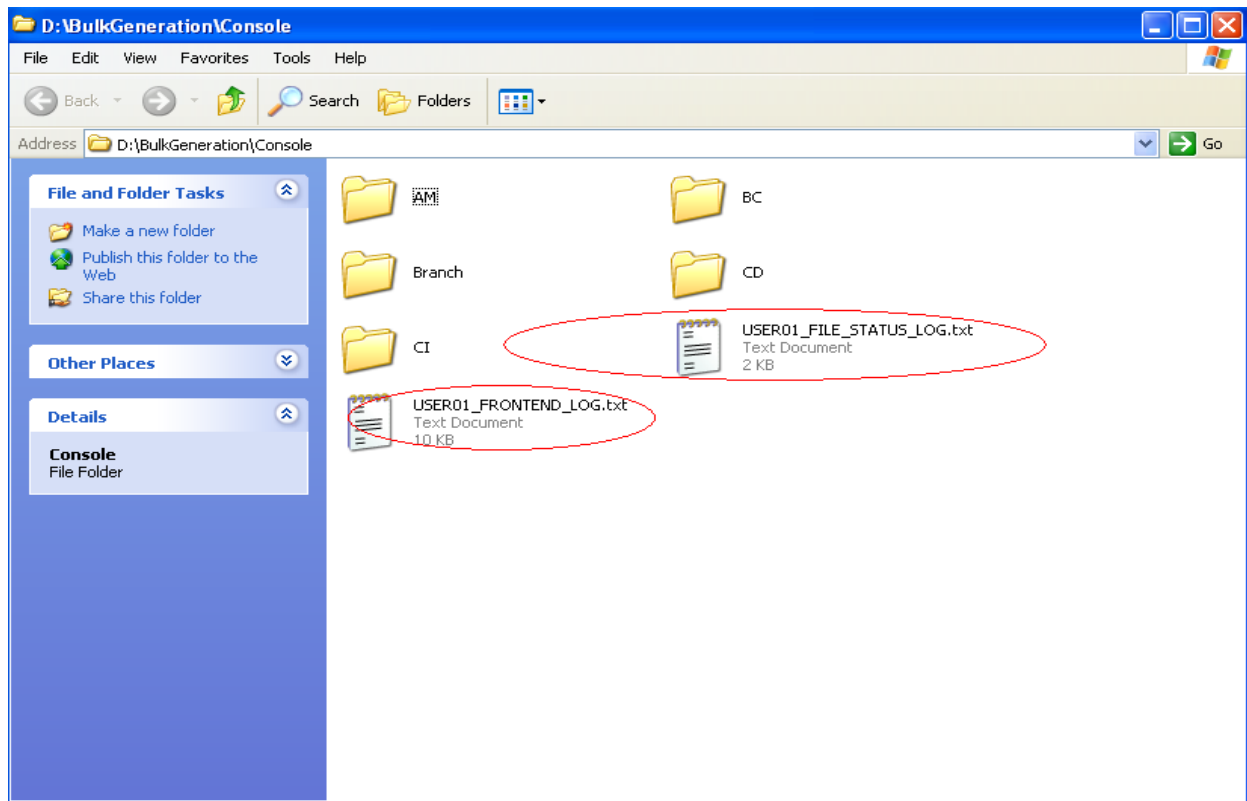 D:\BulkGeneration\Console
File Edit View Favorites Tools Help
Back Search Folders
Address D:\BulkGeneration\Console Go
File and Folder Tasks
Make a new folder
Publish this folder to the
Web
Share this folder
Other Places
Details
Console
File Folder
AM
BC
Branch
CD
CI
USER01_FILE_STATUS_LOG.txt
Text Document
2 KB
USER01_FRONTEND_LOG.txt
Text Document
10 KB